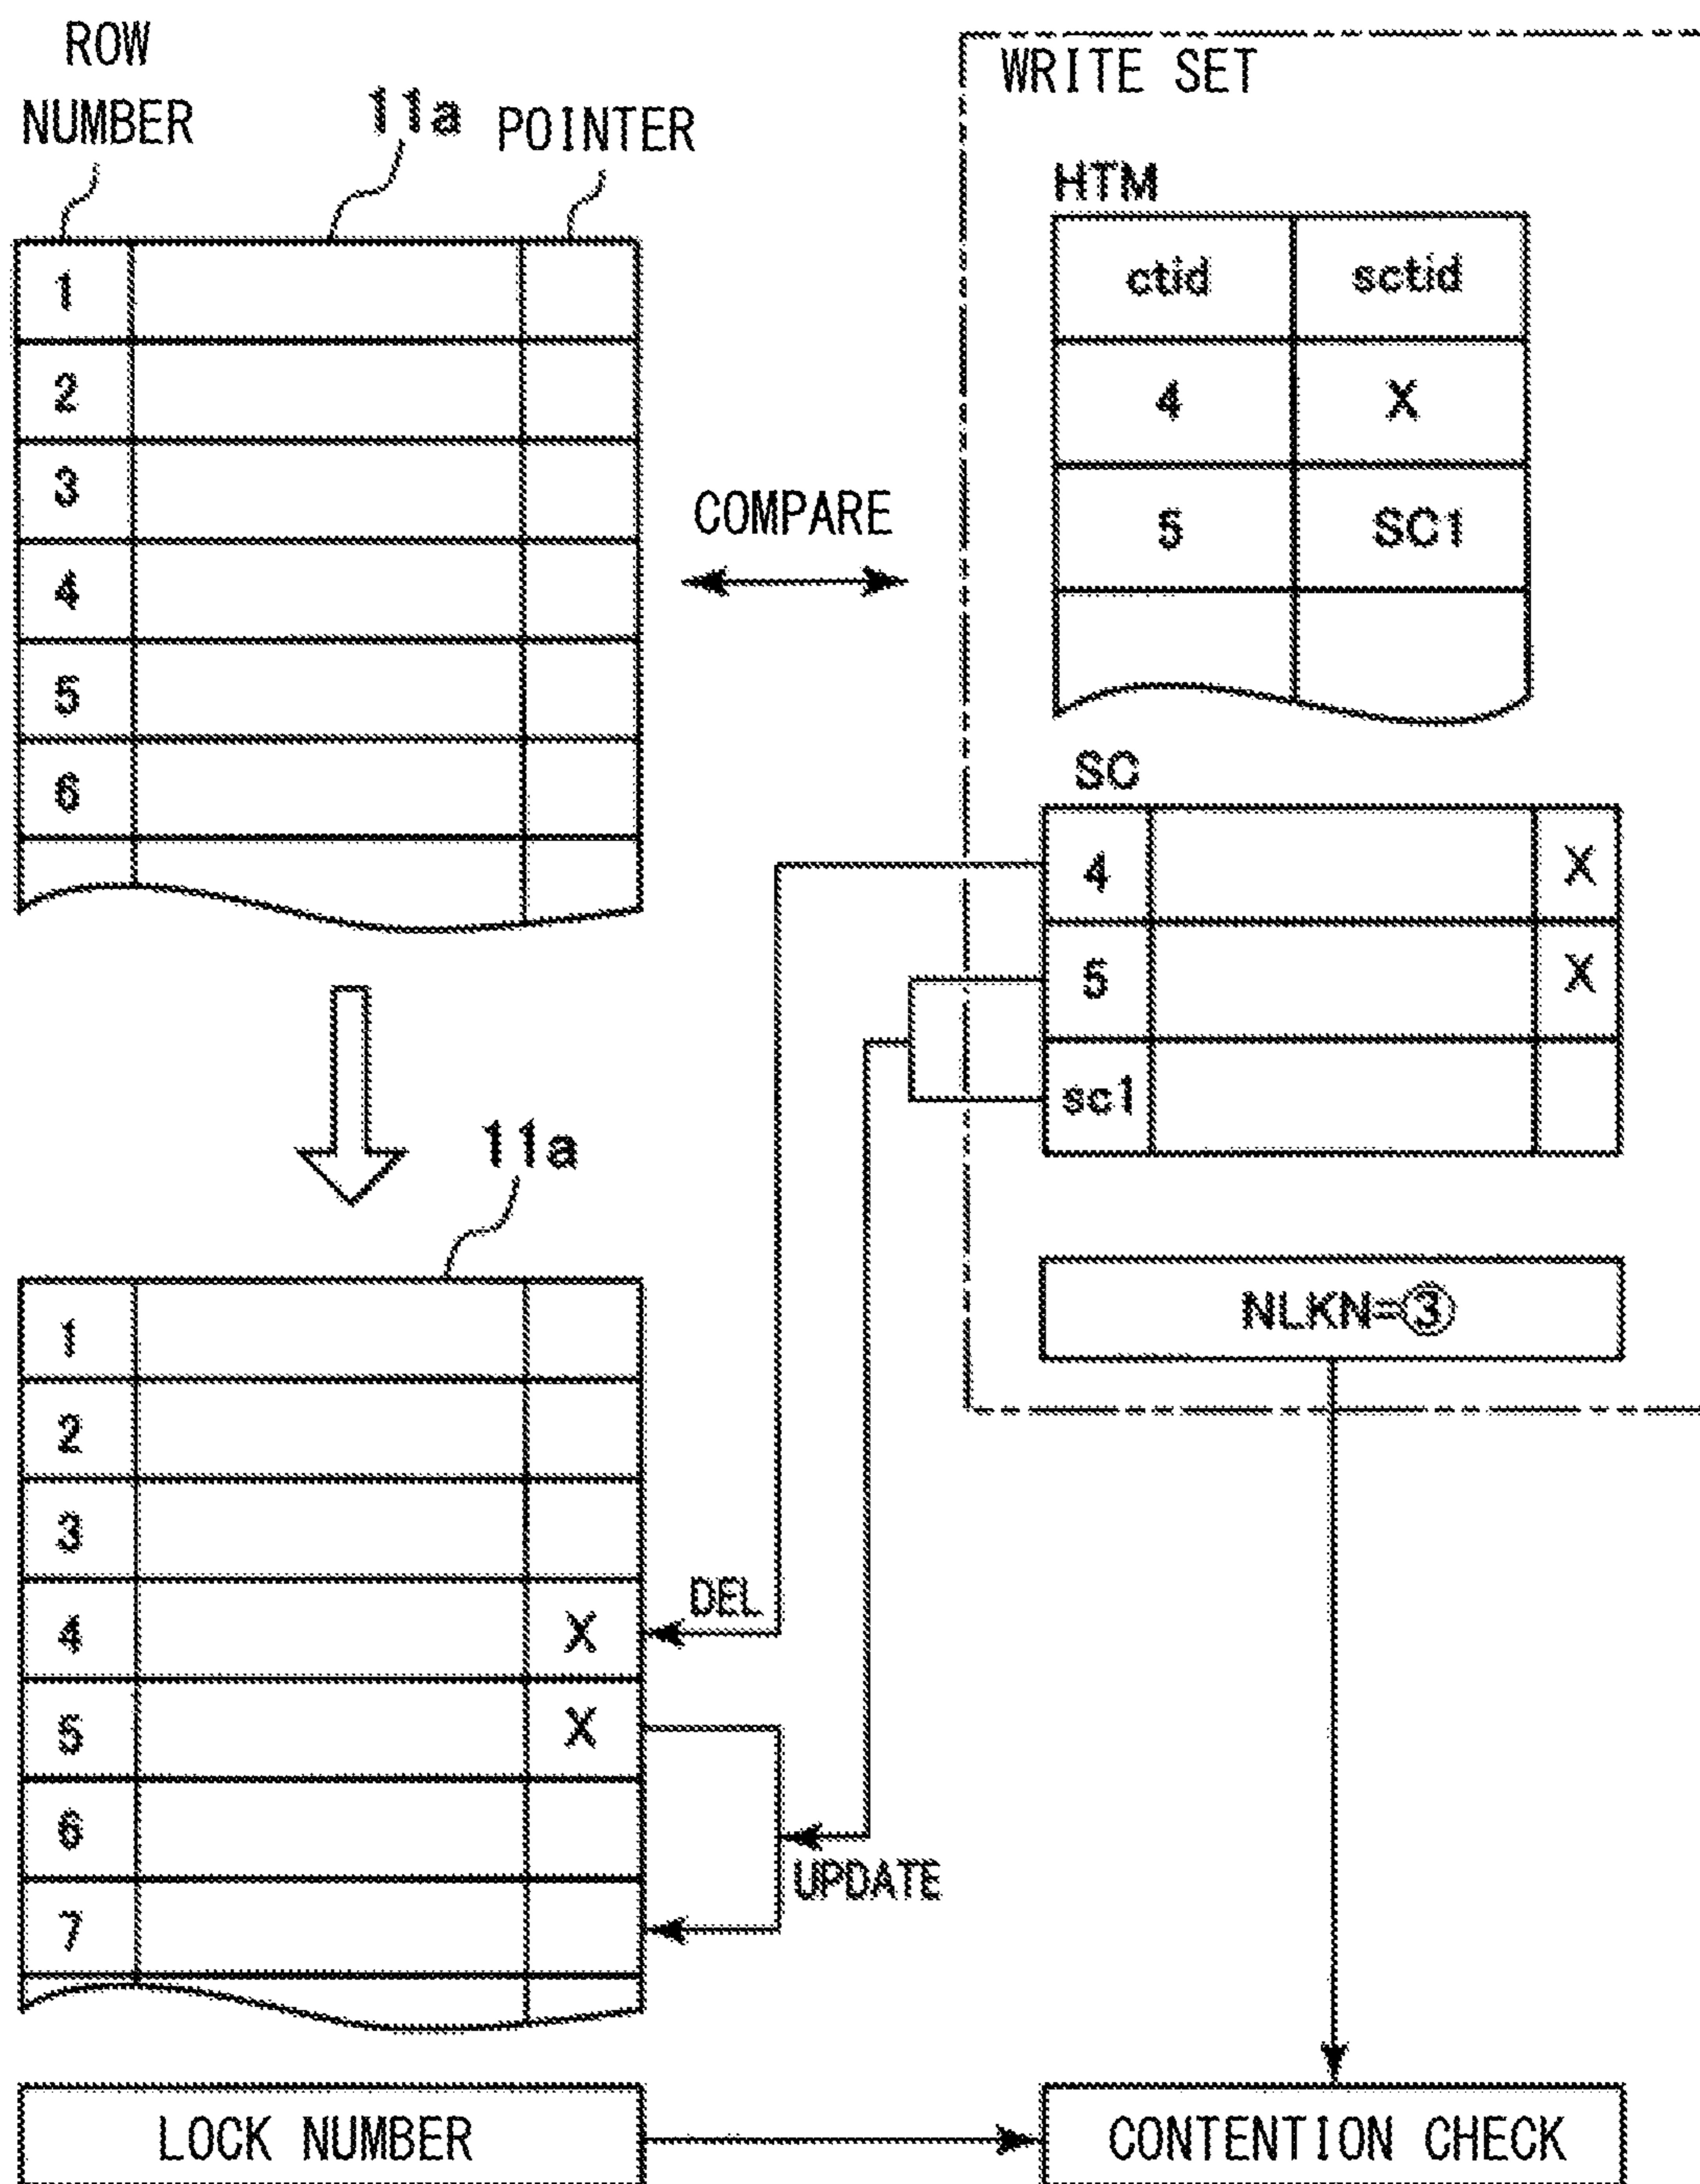 ROW
NUMBER
11a
POINTER
1
2
3
4
5
6
COMPARE
WRITE SET
HTM
ctid sctid
4 X
5 SC1
SC
4 X
5 X
sc1
NLKN=③
11a
1
2
3
4 X
5 X
6
7
DEL
UPDATE
LOCK NUMBER
CONTENTION CHECK